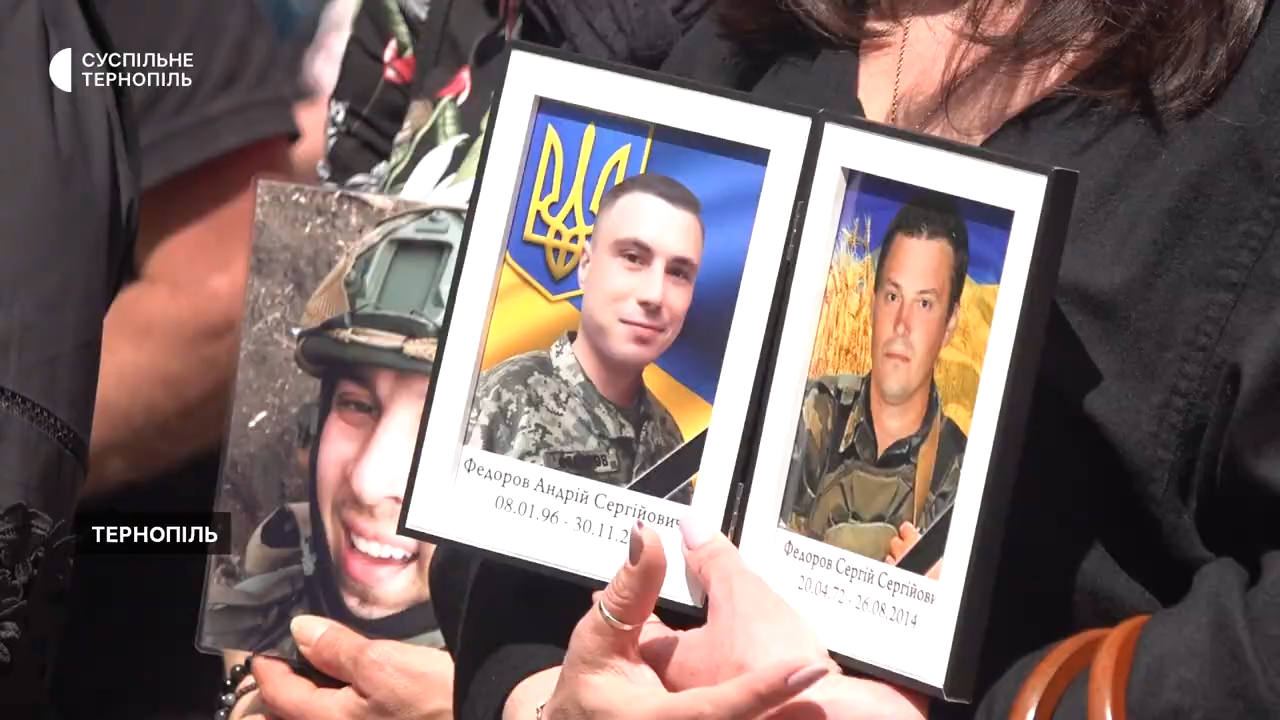 СУСПІЛЬНЕ
ТЕРНОПІЛЬ
Федоров Андрій Сергійович
08.01.96 - 30.11.2
Федоров Сергій Сергійови
20.04.72 - 26.08.2014
ТЕРНОПІЛЬ